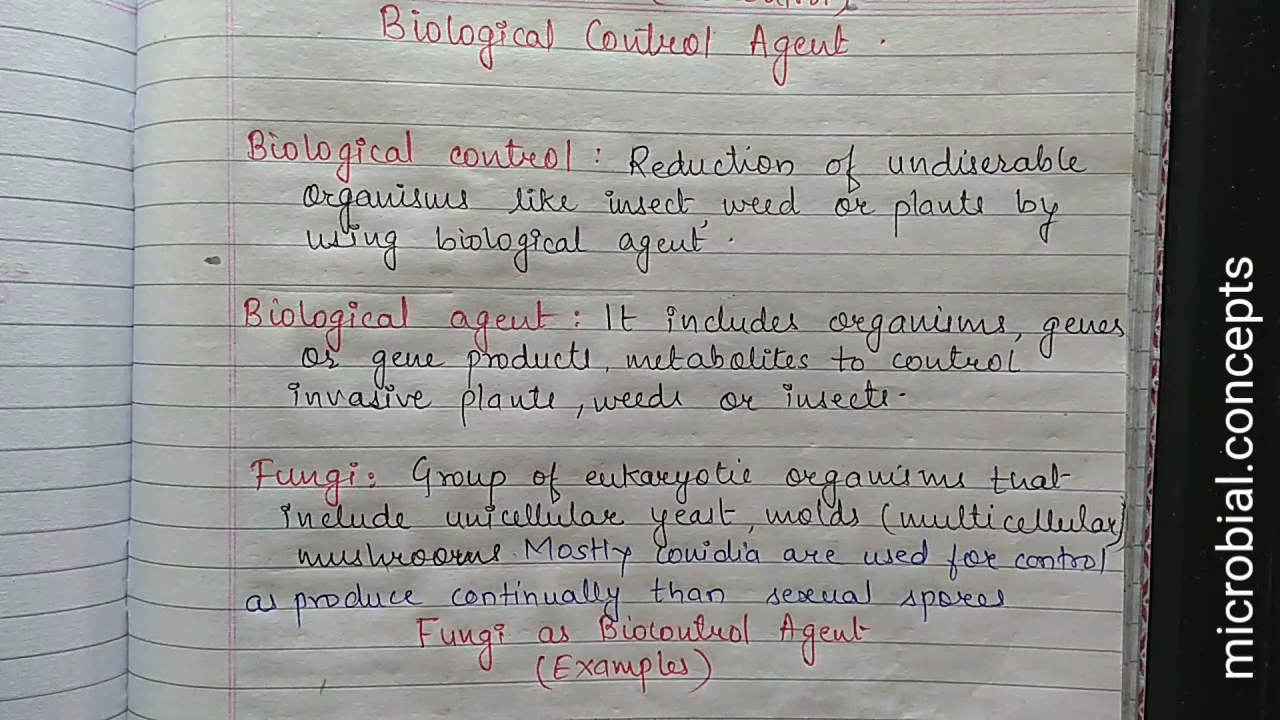 Biological Control Agent .
Biological control : Reduction of undiserable
organisms like insect, weed or plants by
using biological agent .
Biological agent : It includes organisms, genes
or gene products, metabolites to control
invasive plants, weeds or insects.
Fungi: Group of eukaryotic organisms that
include unicellular yeast, molds (multicellular)
mushrooms. Mostly conidia are used for control
as produce continually than sexual spores
Fungi as Biocontrol Agent
(Examples)
microbial.concepts